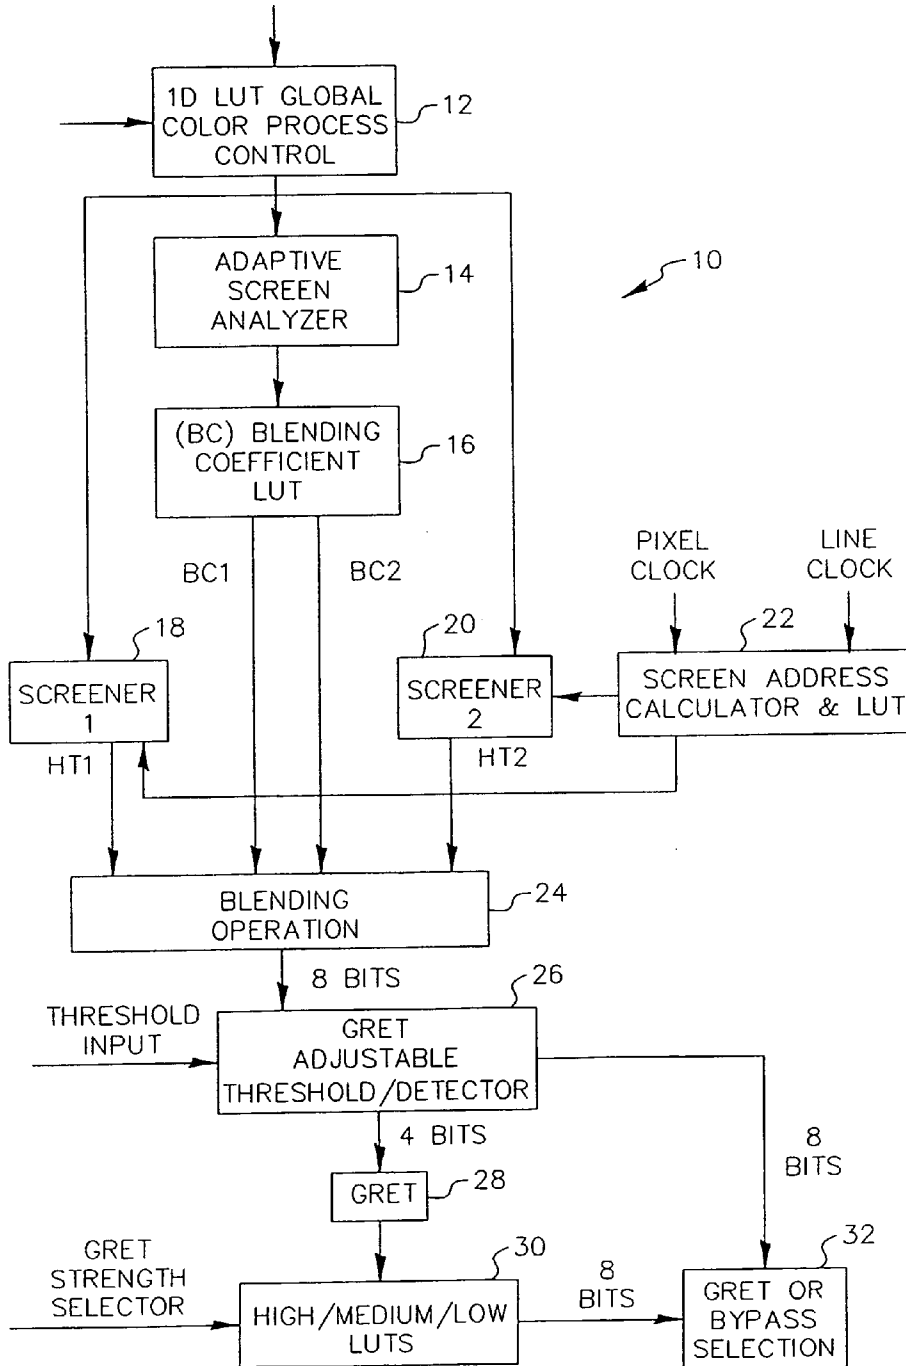 1D LUT GLOBAL
COLOR PROCESS
CONTROL
12
ADAPTIVE
SCREEN
ANALYZER
14
10
(BC) BLENDING
COEFFICIENT
LUT
16
BC1
BC2
PIXEL
CLOCK
LINE
CLOCK
18
20
22
SCREENER
1
SCREENER
2
SCREEN ADDRESS
CALCULATOR & LUT
HT1
HT2
BLENDING
OPERATION
24
8 BITS
26
THRESHOLD
INPUT
GRET
ADJUSTABLE
THRESHOLD/DETECTOR
4 BITS
8
BITS
GRET
28
GRET
STRENGTH
SELECTOR
30
HIGH/MEDIUM/LOW
LUTS
8
BITS
32
GRET OR
BYPASS
SELECTION